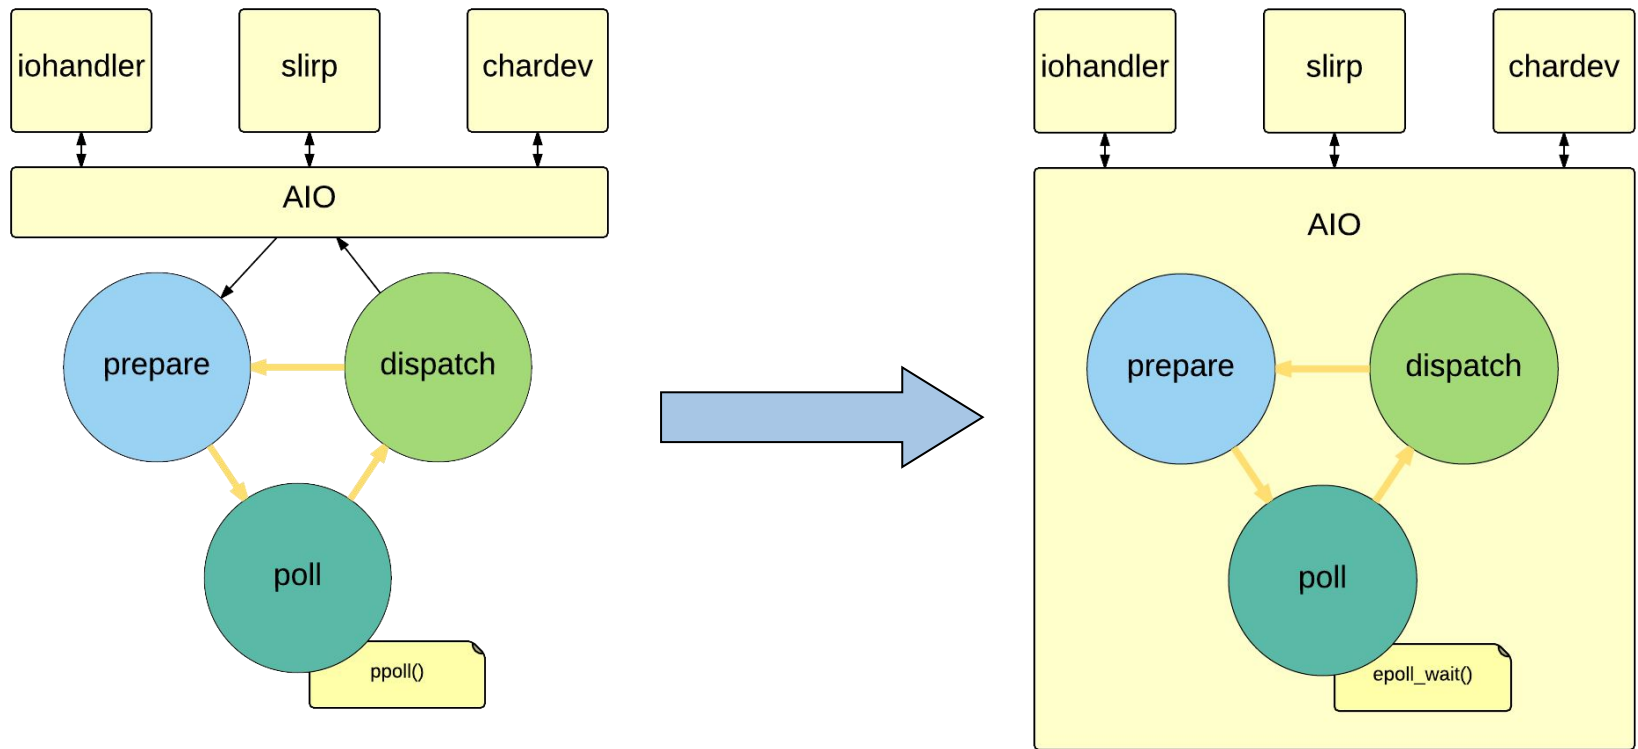 iohandler
slirp
chardev
AIO
prepare
dispatch
poll
ppoll()
iohandler
slirp
chardev
AIO
prepare
dispatch
poll
epoll_wait()